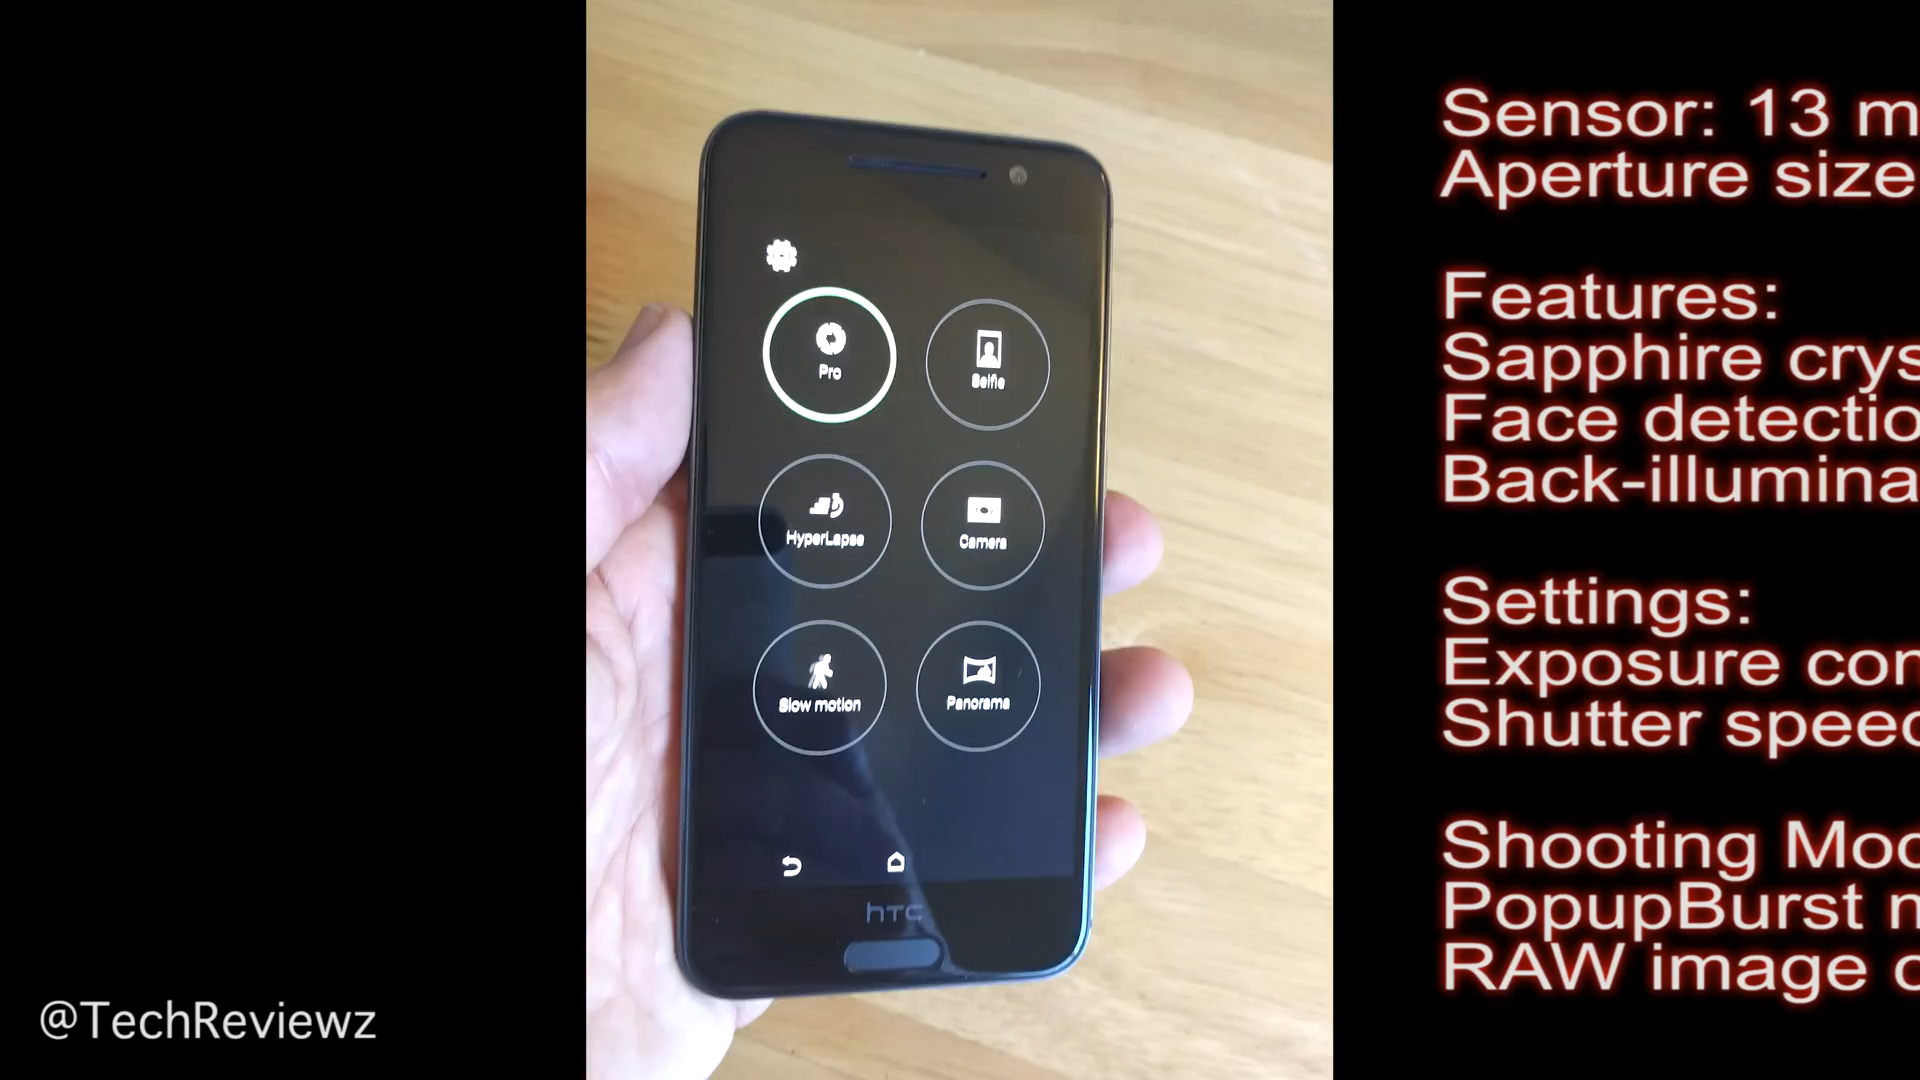 Pro
Selfie
HyperLapse
Camera
Slow motion
Panorama
hTC
@TechReviewz
Sensor: 13 m
Aperture size
Features:
Sapphire crys
Face detectio
Back-illumina
Settings:
Exposure con
Shutter speed
Shooting Mod
PopupBurst m
RAW image c